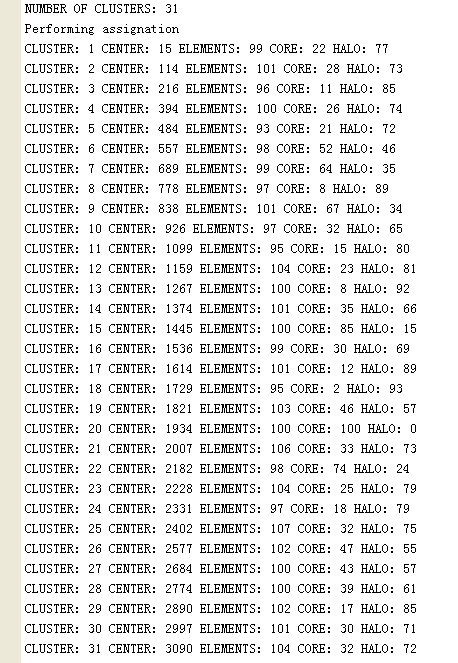 NUMBER OF CLUSTERS: 31
Performing assignation
CLUSTER: 1 CENTER: 15 ELEMENTS: 99 CORE: 22 HALO: 77
CLUSTER: 2 CENTER: 114 ELEMENTS: 101 CORE: 28 HALO: 73
CLUSTER: 3 CENTER: 216 ELEMENTS: 96 CORE: 11 HALO: 85
CLUSTER: 4 CENTER: 394 ELEMENTS: 100 CORE: 26 HALO: 74
CLUSTER: 5 CENTER: 484 ELEMENTS: 93 CORE: 21 HALO: 72
CLUSTER: 6 CENTER: 557 ELEMENTS: 98 CORE: 52 HALO: 46
CLUSTER: 7 CENTER: 689 ELEMENTS: 99 CORE: 64 HALO: 35
CLUSTER: 8 CENTER: 778 ELEMENTS: 97 CORE: 8 HALO: 89
CLUSTER: 9 CENTER: 838 ELEMENTS: 101 CORE: 67 HALO: 34
CLUSTER: 10 CENTER: 926 ELEMENTS: 97 CORE: 32 HALO: 65
CLUSTER: 11 CENTER: 1099 ELEMENTS: 95 CORE: 15 HALO: 80
CLUSTER: 12 CENTER: 1159 ELEMENTS: 104 CORE: 23 HALO: 81
CLUSTER: 13 CENTER: 1267 ELEMENTS: 100 CORE: 8 HALO: 92
CLUSTER: 14 CENTER: 1374 ELEMENTS: 101 CORE: 35 HALO: 66
CLUSTER: 15 CENTER: 1445 ELEMENTS: 100 CORE: 85 HALO: 15
CLUSTER: 16 CENTER: 1536 ELEMENTS: 99 CORE: 30 HALO: 69
CLUSTER: 17 CENTER: 1614 ELEMENTS: 101 CORE: 12 HALO: 89
CLUSTER: 18 CENTER: 1729 ELEMENTS: 95 CORE: 2 HALO: 93
CLUSTER: 19 CENTER: 1821 ELEMENTS: 103 CORE: 46 HALO: 57
CLUSTER: 20 CENTER: 1934 ELEMENTS: 100 CORE: 100 HALO: 0
CLUSTER: 21 CENTER: 2007 ELEMENTS: 106 CORE: 33 HALO: 73
CLUSTER: 22 CENTER: 2182 ELEMENTS: 98 CORE: 74 HALO: 24
CLUSTER: 23 CENTER: 2228 ELEMENTS: 104 CORE: 25 HALO: 79
CLUSTER: 24 CENTER: 2331 ELEMENTS: 97 CORE: 18 HALO: 79
CLUSTER: 25 CENTER: 2402 ELEMENTS: 107 CORE: 32 HALO: 75
CLUSTER: 26 CENTER: 2577 ELEMENTS: 102 CORE: 47 HALO: 55
CLUSTER: 27 CENTER: 2684 ELEMENTS: 100 CORE: 43 HALO: 57
CLUSTER: 28 CENTER: 2774 ELEMENTS: 100 CORE: 39 HALO: 61
CLUSTER: 29 CENTER: 2890 ELEMENTS: 102 CORE: 17 HALO: 85
CLUSTER: 30 CENTER: 2997 ELEMENTS: 101 CORE: 30 HALO: 71
CLUSTER: 31 CENTER: 3090 ELEMENTS: 104 CORE: 32 HALO: 72